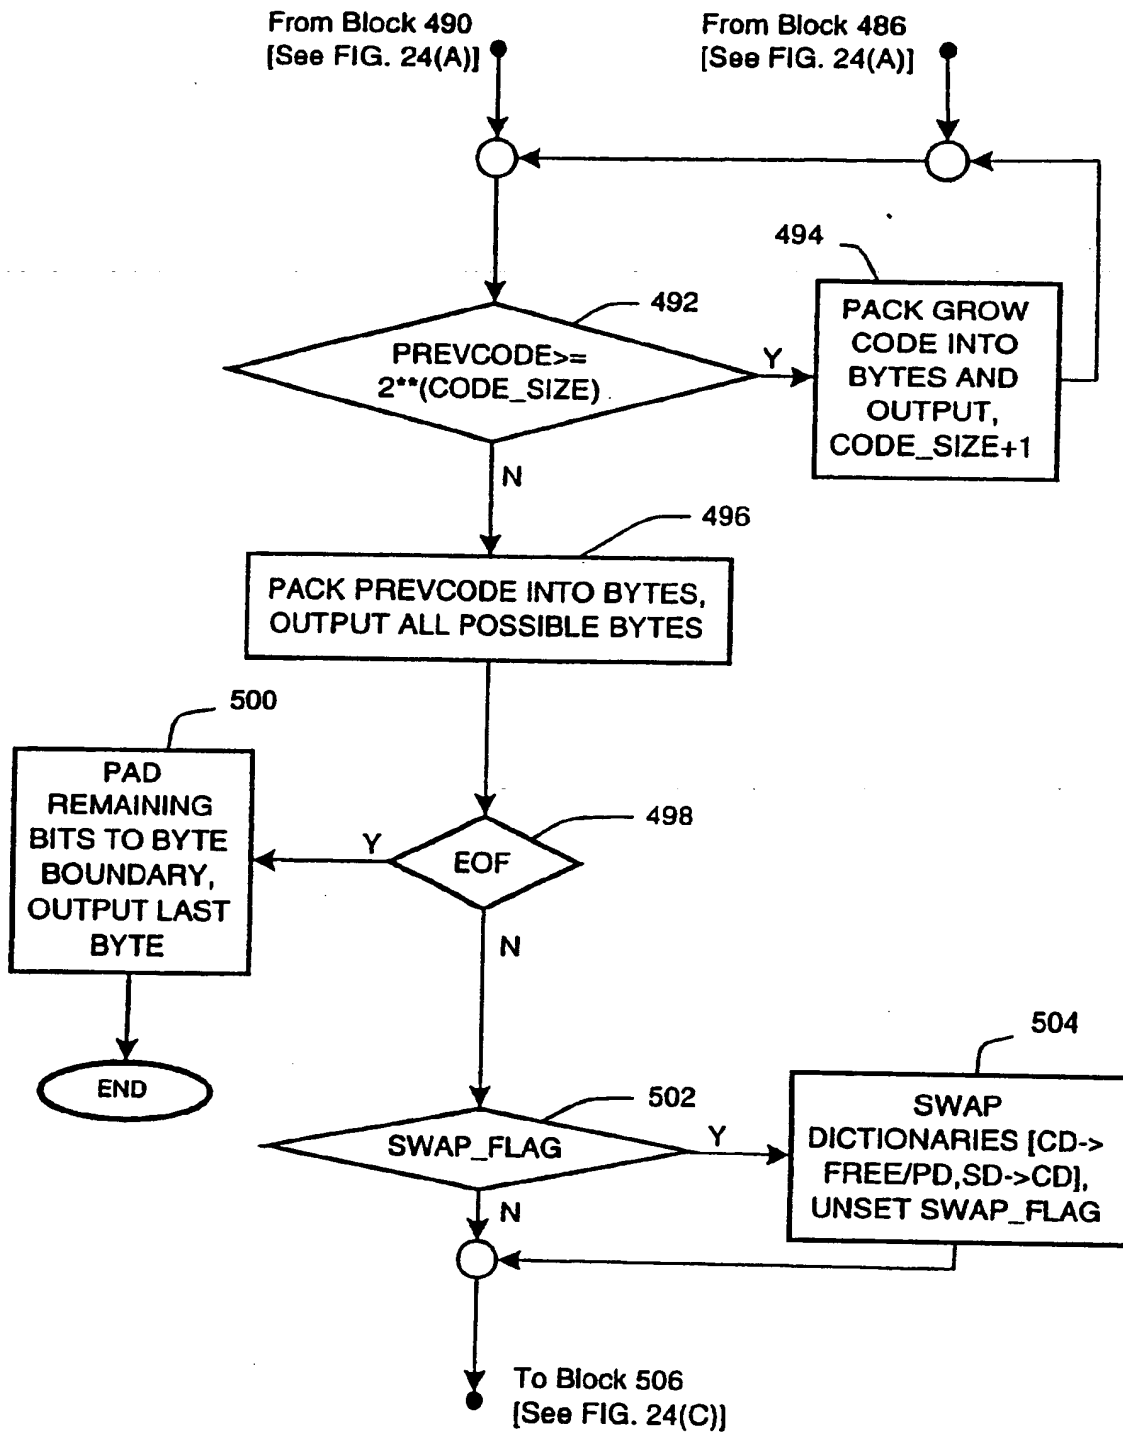 From Block 490
[See FIG. 24(A)]
From Block 486
[See FIG. 24(A)]
494
492
PREVCODE>=
2**(CODE_SIZE)
Y
PACK GROW
CODE INTO
BYTES AND
OUTPUT,
CODE_SIZE+1
N
496
PACK PREVCODE INTO BYTES,
OUTPUT ALL POSSIBLE BYTES
500
PAD
REMAINING
BITS TO BYTE
BOUNDARY,
OUTPUT LAST
BYTE
Y
498
EOF
N
END
504
502
SWAP_FLAG
Y
SWAP
DICTIONARIES [CD->
FREE/PD,SD->CD],
UNSET SWAP_FLAG
N
To Block 506
[See FIG. 24(C)]